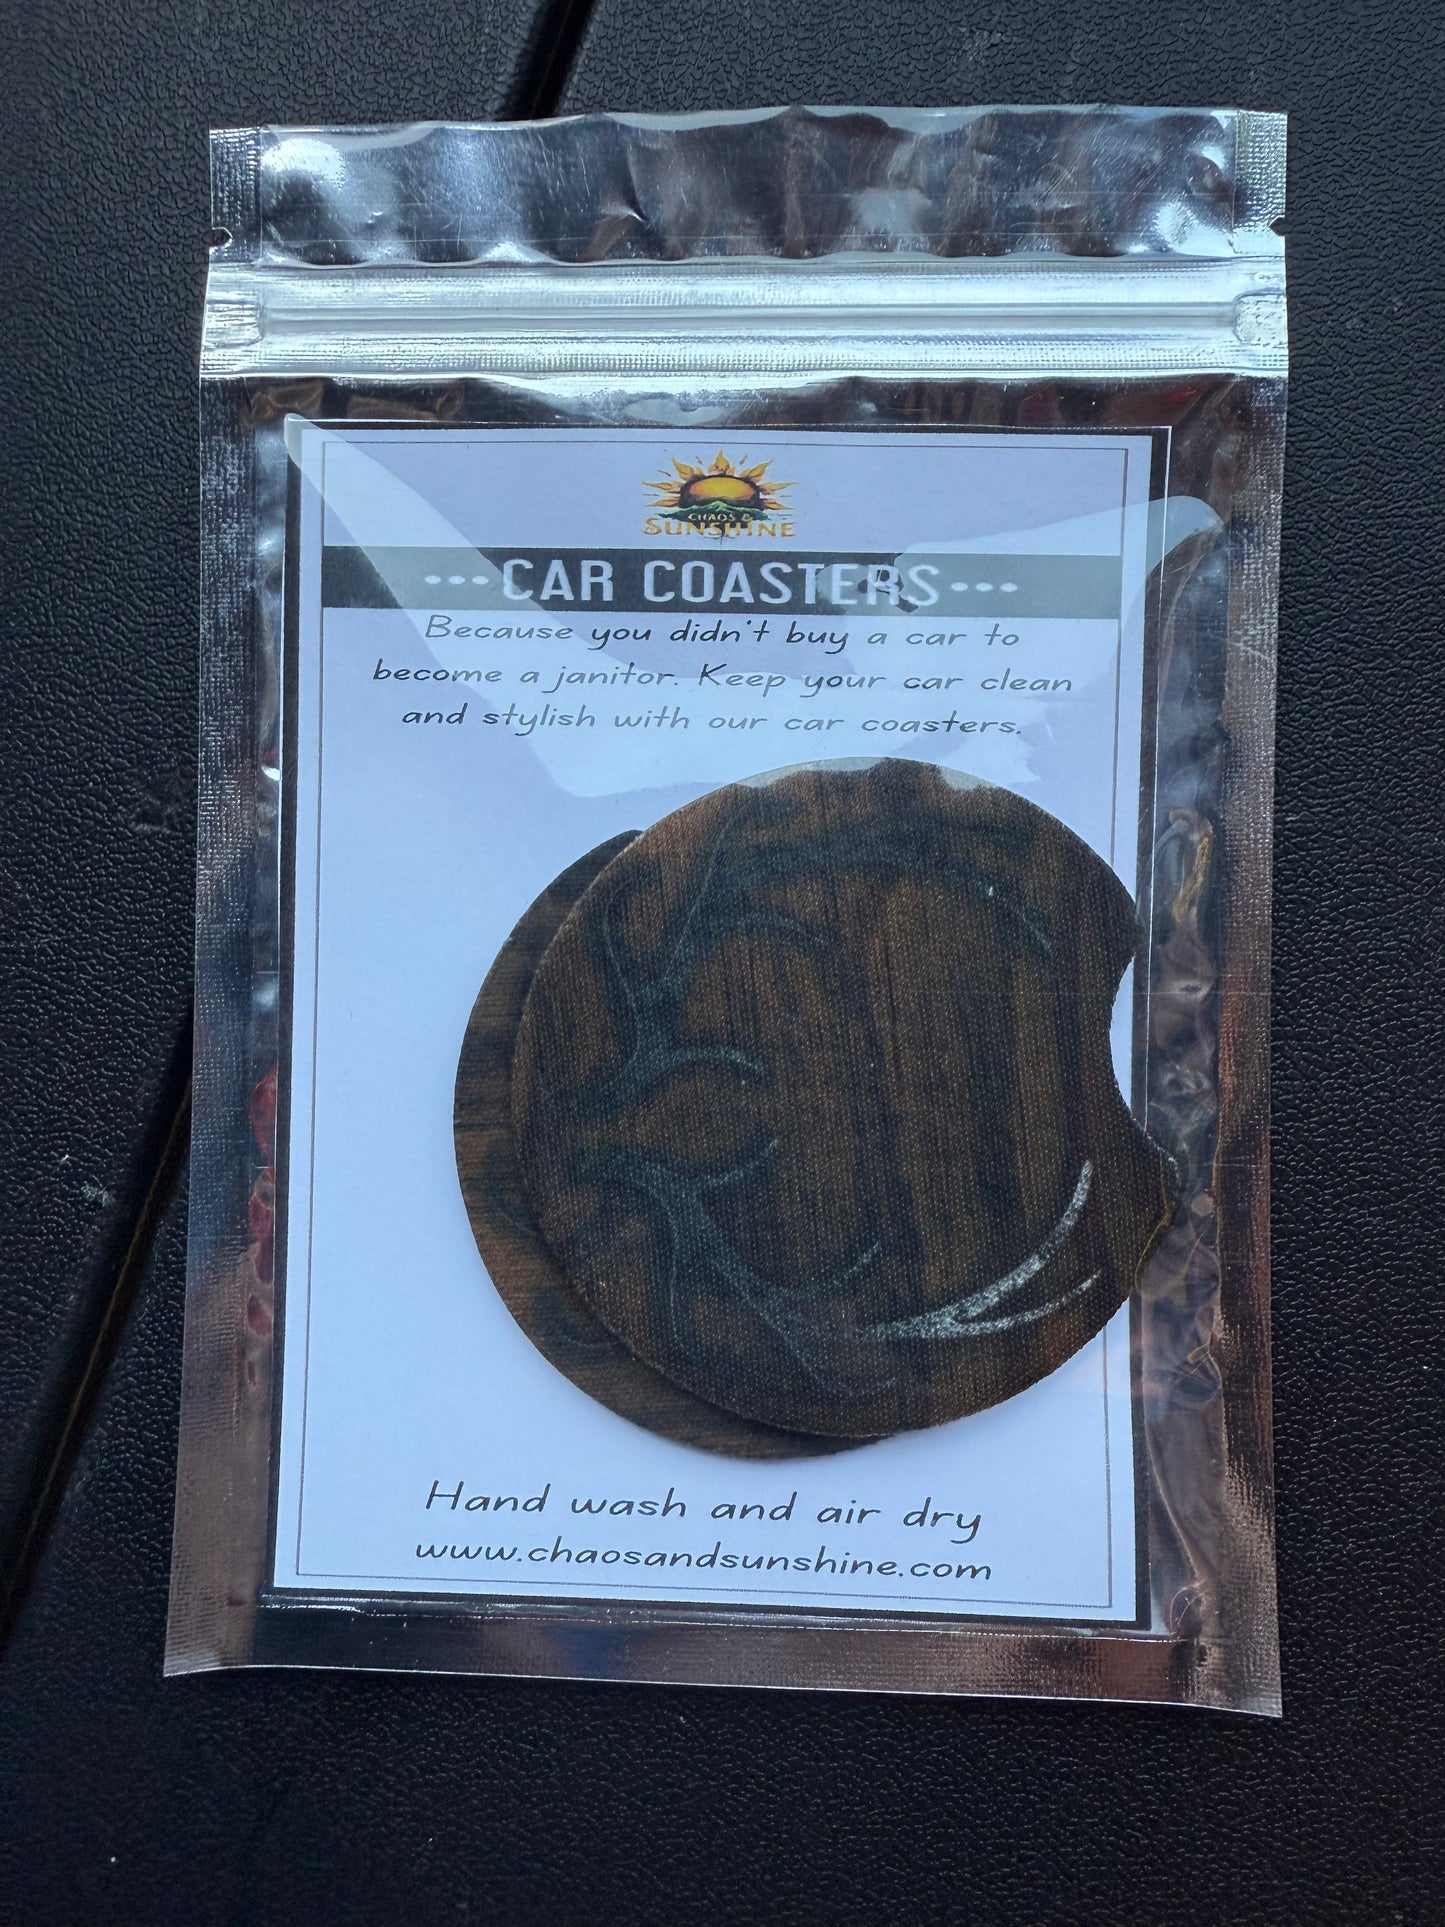 CHAOS &
SUNSHINE
•••CAR COASTERS•••
Because you didn't buy a car to
become a janitor. Keep your car clean
and stylish with our car coasters.
Hand wash and air dry
www.chaosandsunshine.com